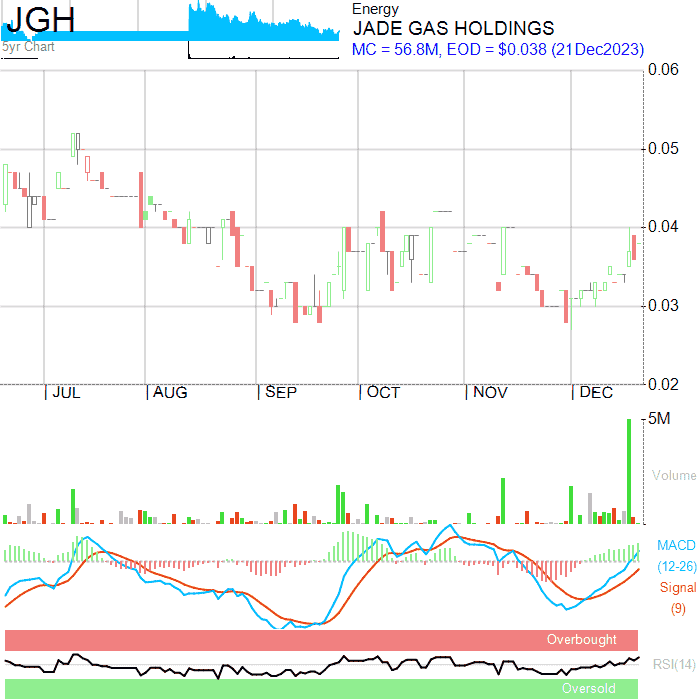 JGH
5yr Chart
Energy
JADE GAS HOLDINGS
MC = 56.8M, EOD = $0.038 (21Dec2023)
0.06
0.05
0.04
0.03
0.02
JUL
AUG
SEP
OCT
NOV
DEC
5M
Volume
MACD
(12-26)
Signal
(9)
Overbought
RSI(14)
Oversold